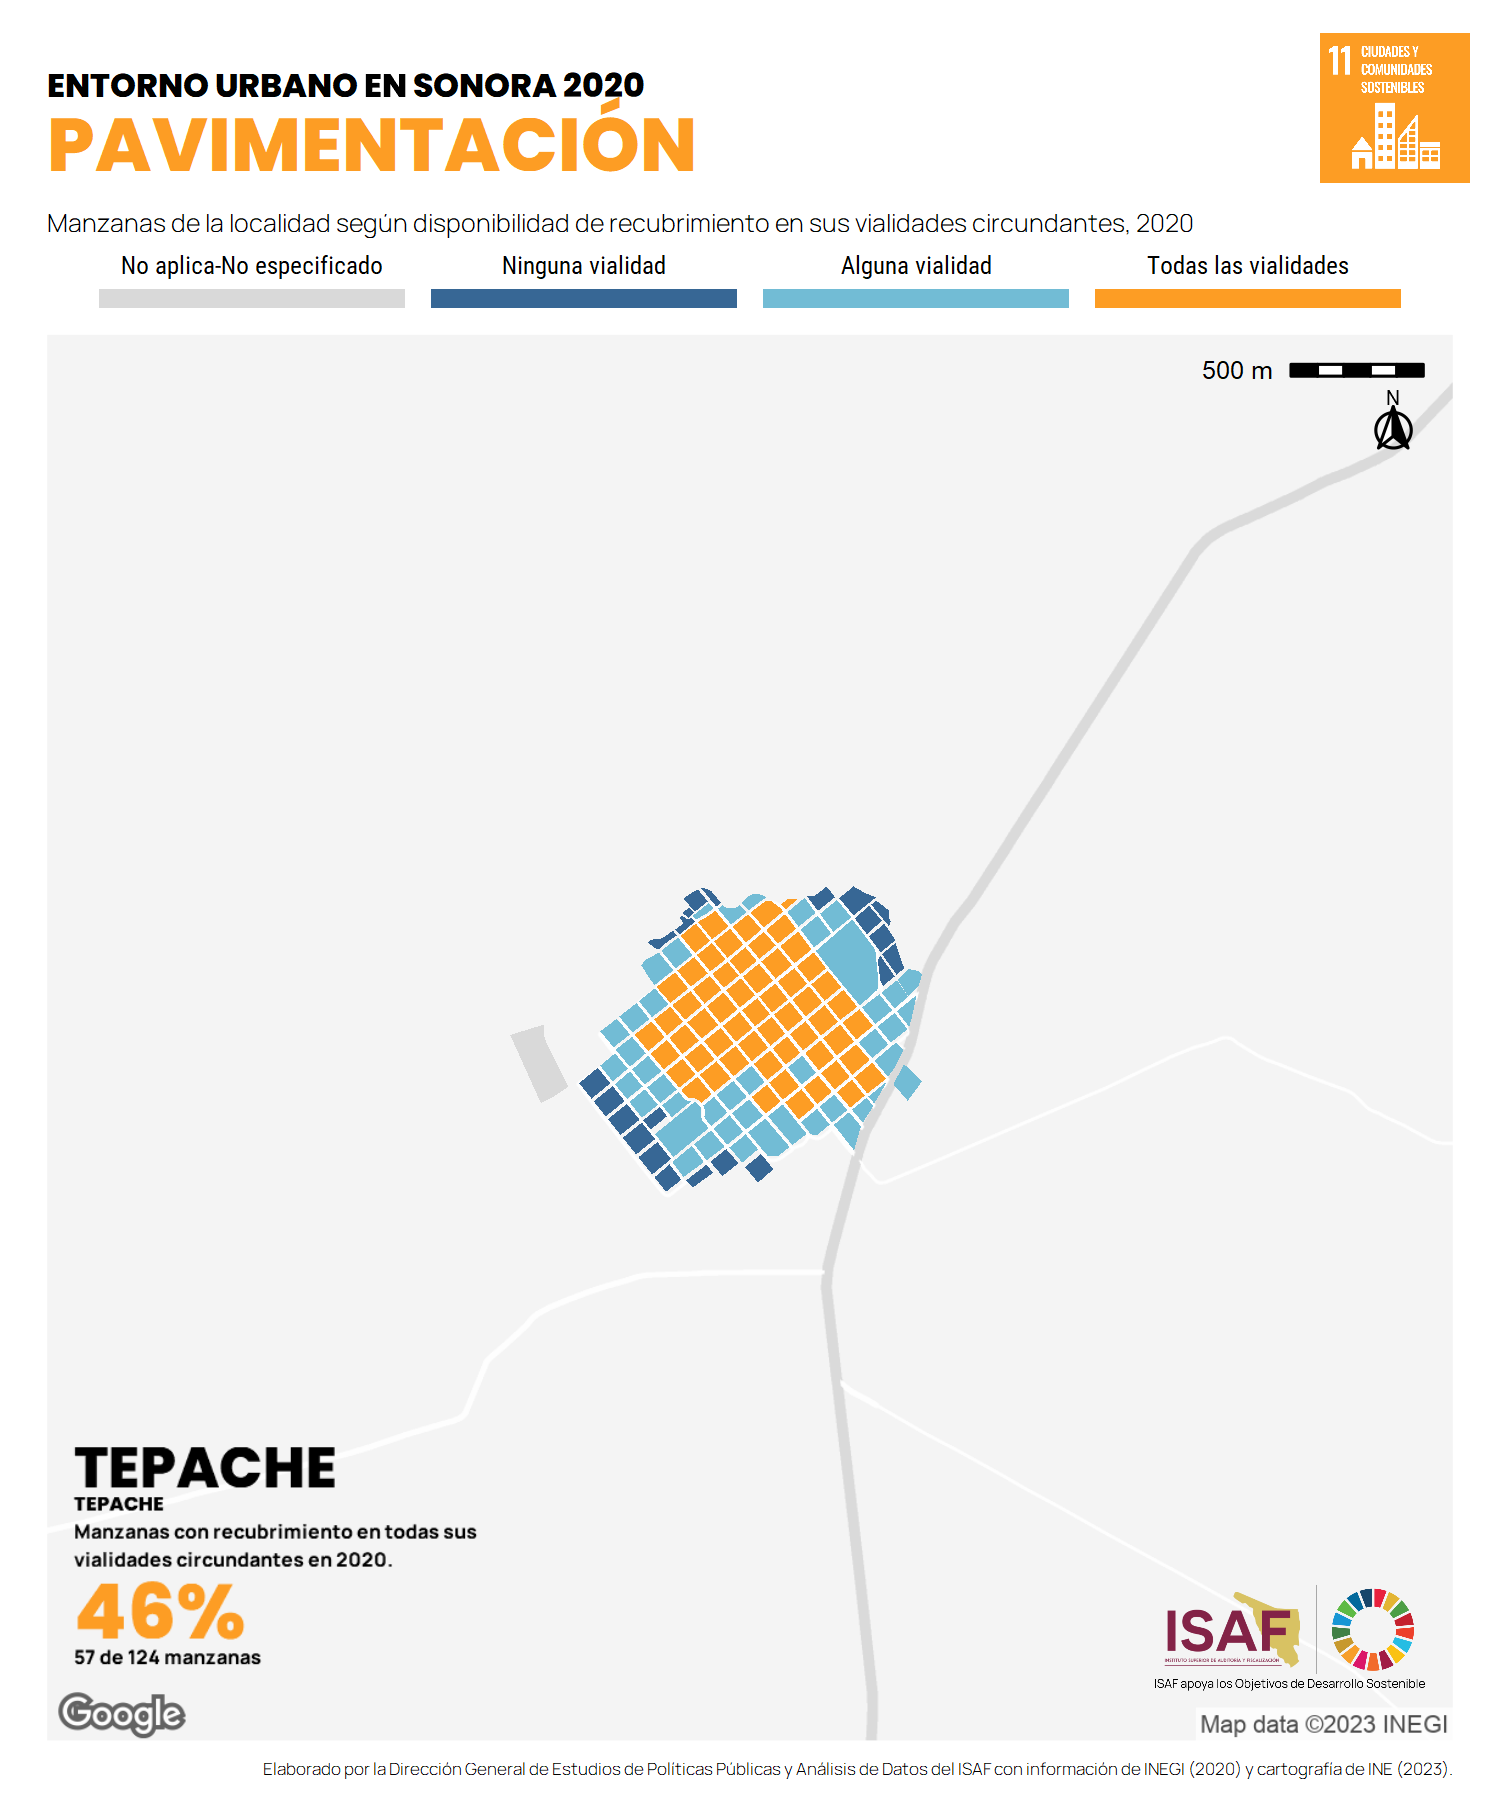 ENTORNO URBANO EN SONORA 2020
PAVIMENTACIÓN
11 CIUDADES Y
COMUNIDADES
SOSTENIBLES
Manzanas de la localidad según disponibilidad de recubrimiento en sus vialidades circundantes, 2020
No aplica-No especificado
Ninguna vialidad
Alguna vialidad
Todas las vialidades
500 m
N
TEPACHE
TEPACHE
Manzanas con recubrimiento en todas sus
vialidades circundantes en 2020.
46%
57 de 124 manzanas
Google
ISAF
INSTITUTO SUPERIOR DE AUDITORÍA Y FISCALIZACIÓN
ISAF apoya los Objetivos de Desarrollo Sostenible
Map data ©2023 INEGI
Elaborado por la Dirección General de Estudios de Políticas Públicas y Análisis de Datos del ISAF con información de INEGI (2020) y cartografía de INE (2023).